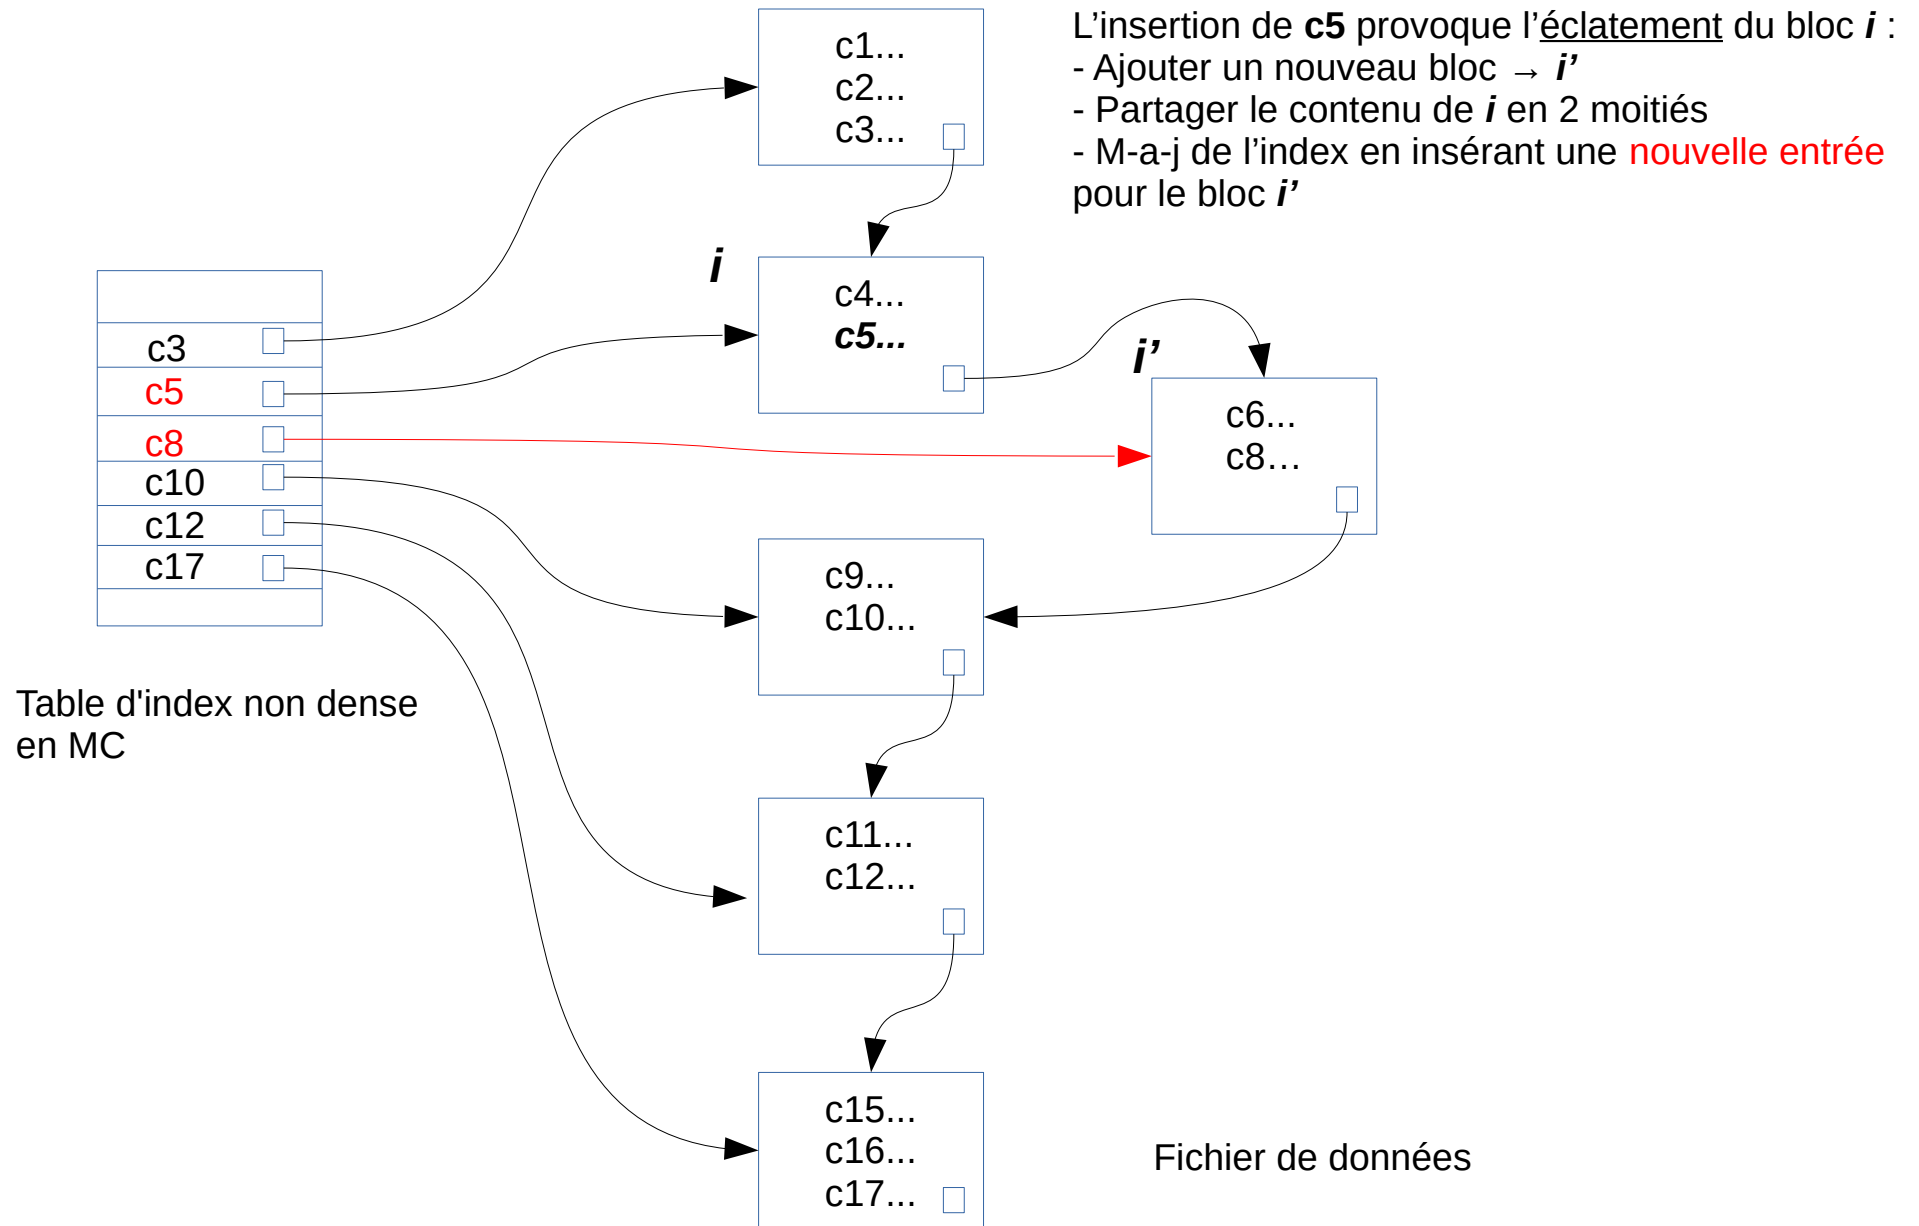 L’insertion de c5 provoque l’éclatement du bloc i :
- Ajouter un nouveau bloc → i’
- Partager le contenu de i en 2 moitiés
- M-a-j de l’index en insérant une nouvelle entrée
pour le bloc i’
c1...
c2...
c3...
i
c4...
c5...
i’
c6...
c8…
c3
c5
c8
c10
c12
c17
c9...
c10...
Table d'index non dense
en MC
c11...
c12...
c15...
c16...
c17...
Fichier de données